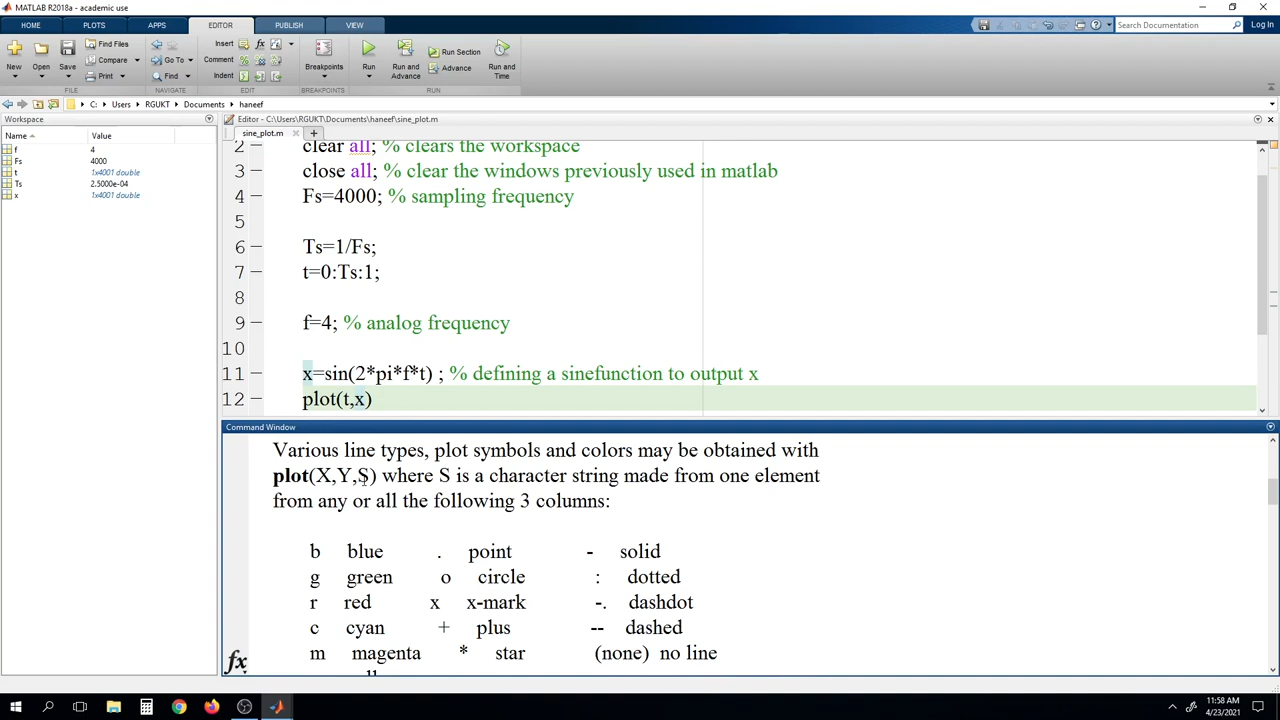 MATLAB R2018a - academic use
HOME PLOTS APPS EDITOR PUBLISH VIEW Search Documentation Log In
New Open Save Find Files Compare Print Go To Find Insert Comment Indent fx Breakpoints Run Run and Advance Run Section Advance Run and Time
FILE NAVIGATE EDIT BREAKPOINTS RUN
C: Users RGUKT Documents haneef
Workspace
Name Value
f 4
Fs 4000
t 1x4001 double
Ts 2.5000e-04
x 1x4001 double
Editor - C:\Users\RGUKT\Documents\haneef\sine_plot.m
sine_plot.m
2 clear all; % clears the workspace
3 close all; % clear the windows previously used in matlab
4 Fs=4000; % sampling frequency
5
6 Ts=1/Fs;
7 t=0:Ts:1;
8
9 f=4; % analog frequency
10
11 x=sin(2*pi*f*t) ; % defining a sinefunction to output x
12 plot(t,x)
Command Window
Various line types, plot symbols and colors may be obtained with
plot(X,Y,S) where S is a character string made from one element
from any or all the following 3 columns:
b blue . point - solid
g green o circle : dotted
r red x x-mark -. dashdot
c cyan + plus -- dashed
m magenta * star (none) no line
fx
11:58 AM
4/23/2021